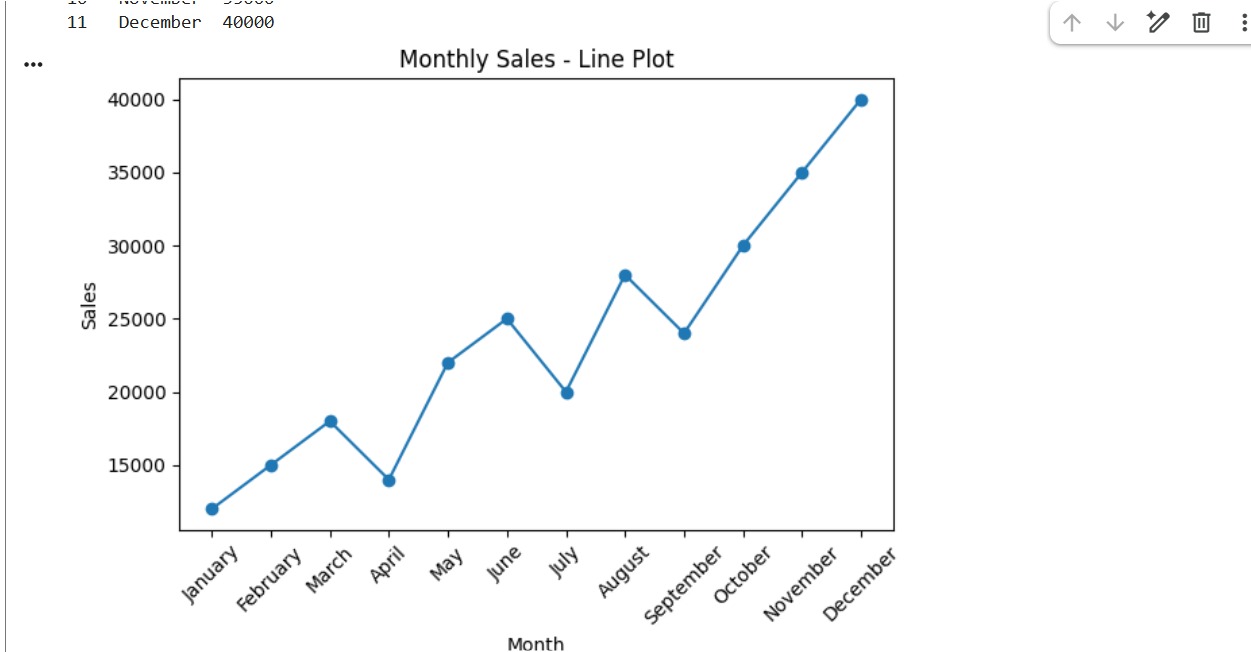 11 December 40000
Monthly Sales - Line Plot
40000
35000
30000
25000
20000
15000
Sales
January
February
March
April
May
June
July
August
September
October
November
December
Month